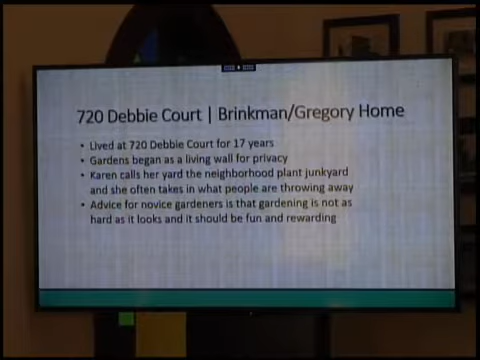 720 Debbie Court | Brinkman/Gregory Home
• Lived at 720 Debbie Court for 17 years
• Gardens began as a living wall for privacy
• Karen calls her yard the neighborhood plant junkyard
and she often takes in what people are throwing away
• Advice for novice gardeners is that gardening is not as
hard as it looks and it should be fun and rewarding